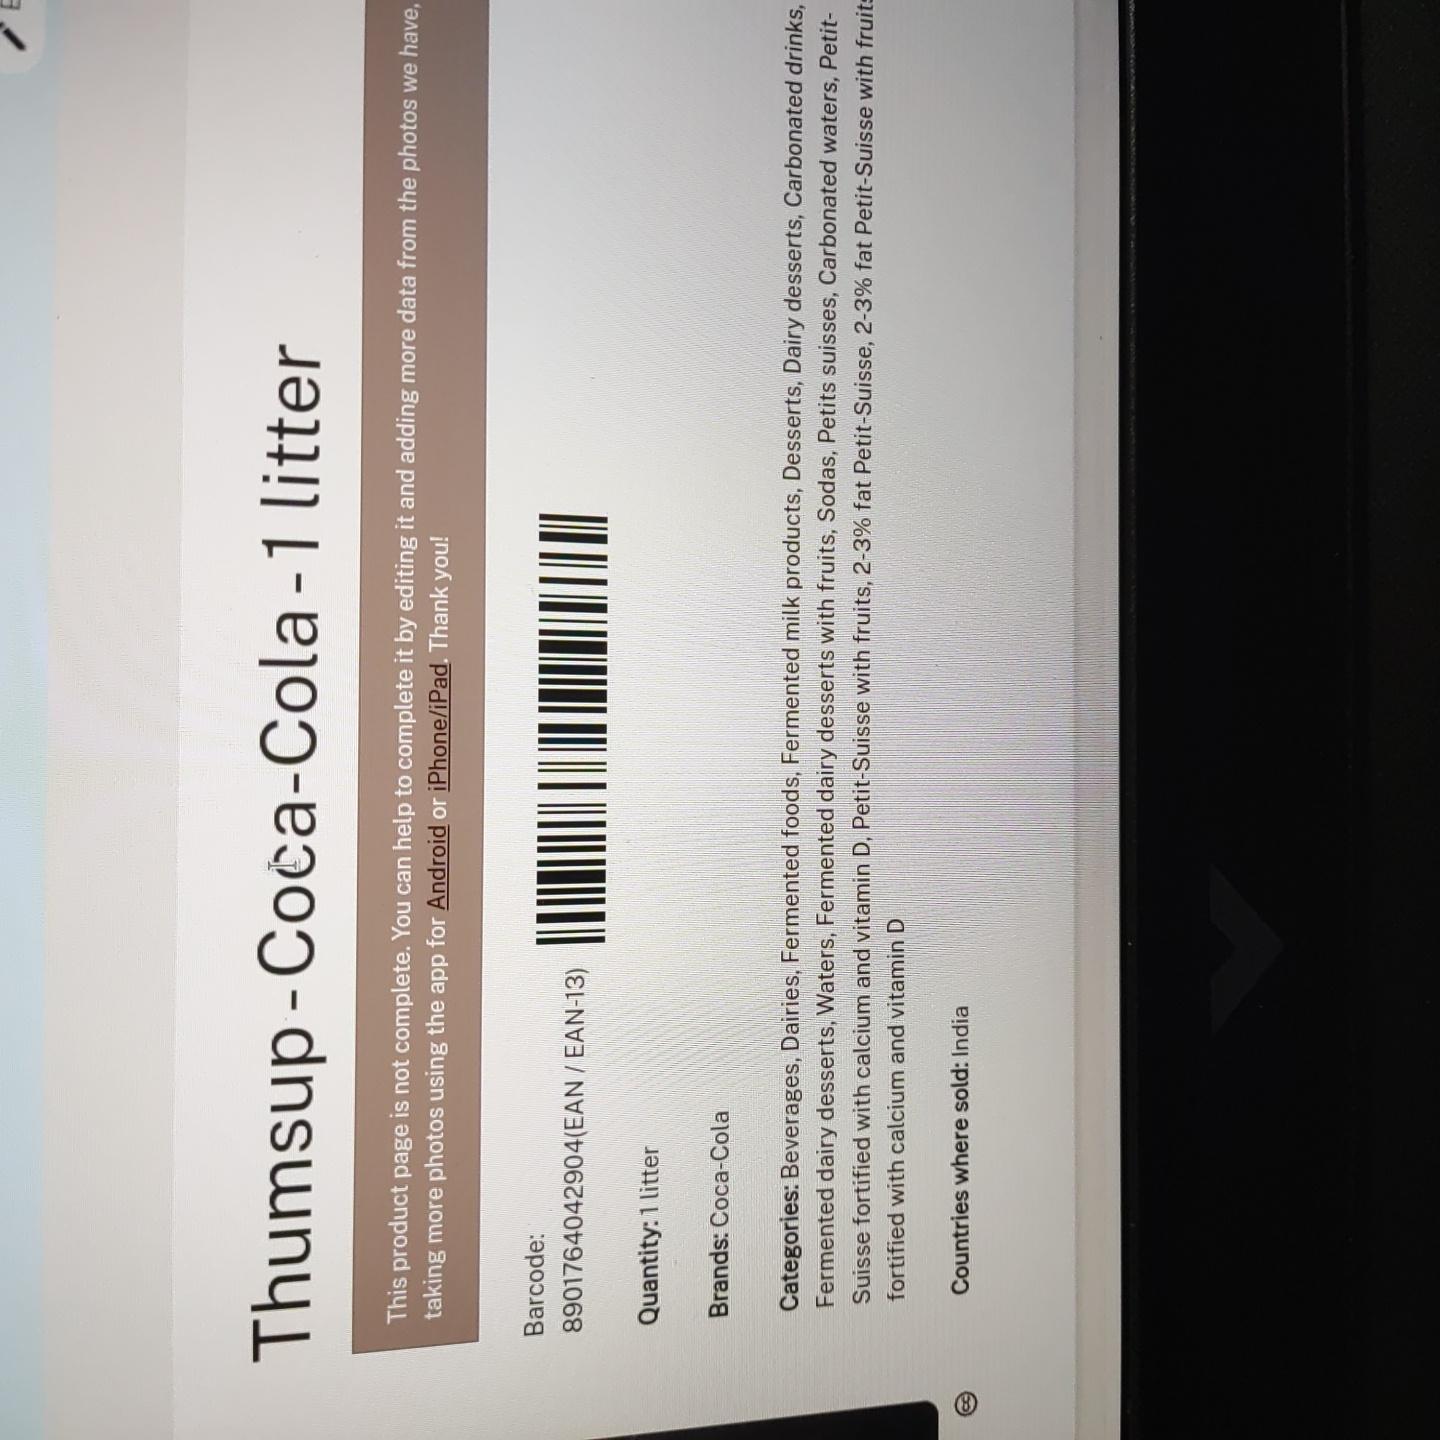 Thumsup - Coca-Cola - 1 litter
This product page is not complete. You can help to complete it by editing it and adding more data from the photos we have,
taking more photos using the app for Android or iPhone/iPad. Thank you!
Barcode:
8901764042904(EAN / EAN-13)
Quantity: 1 litter
Brands: Coca-Cola
Categories: Beverages, Dairies, Fermented foods, Fermented milk products, Desserts, Dairy desserts, Carbonated drinks,
Fermented dairy desserts, Waters, Fermented dairy desserts with fruits, Sodas, Petits suisses, Carbonated waters, Petit-
Suisse fortified with calcium and vitamin D, Petit-Suisse with fruits, 2-3% fat Petit-Suisse, 2-3% fat Petit-Suisse with fruits
fortified with calcium and vitamin D
Countries where sold: India
cc